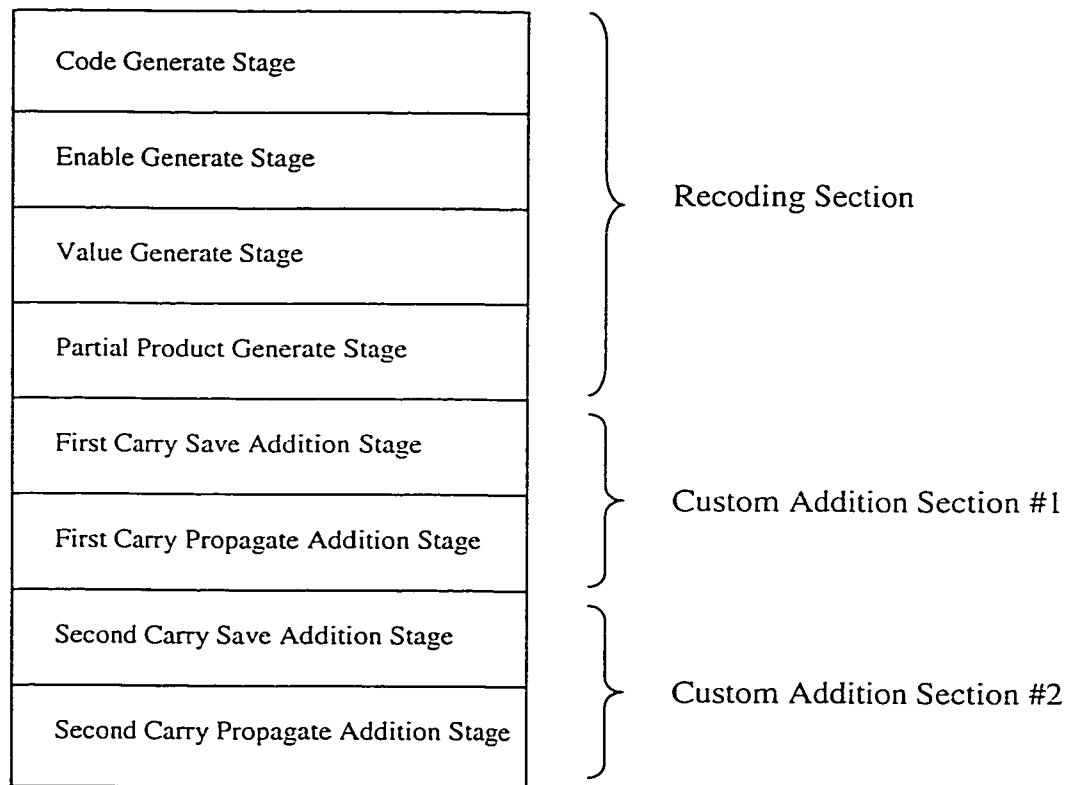 Code Generate Stage
Enable Generate Stage
Value Generate Stage
Partial Product Generate Stage
Recoding Section
First Carry Save Addition Stage
First Carry Propagate Addition Stage
Custom Addition Section #1
Second Carry Save Addition Stage
Second Carry Propagate Addition Stage
Custom Addition Section #2